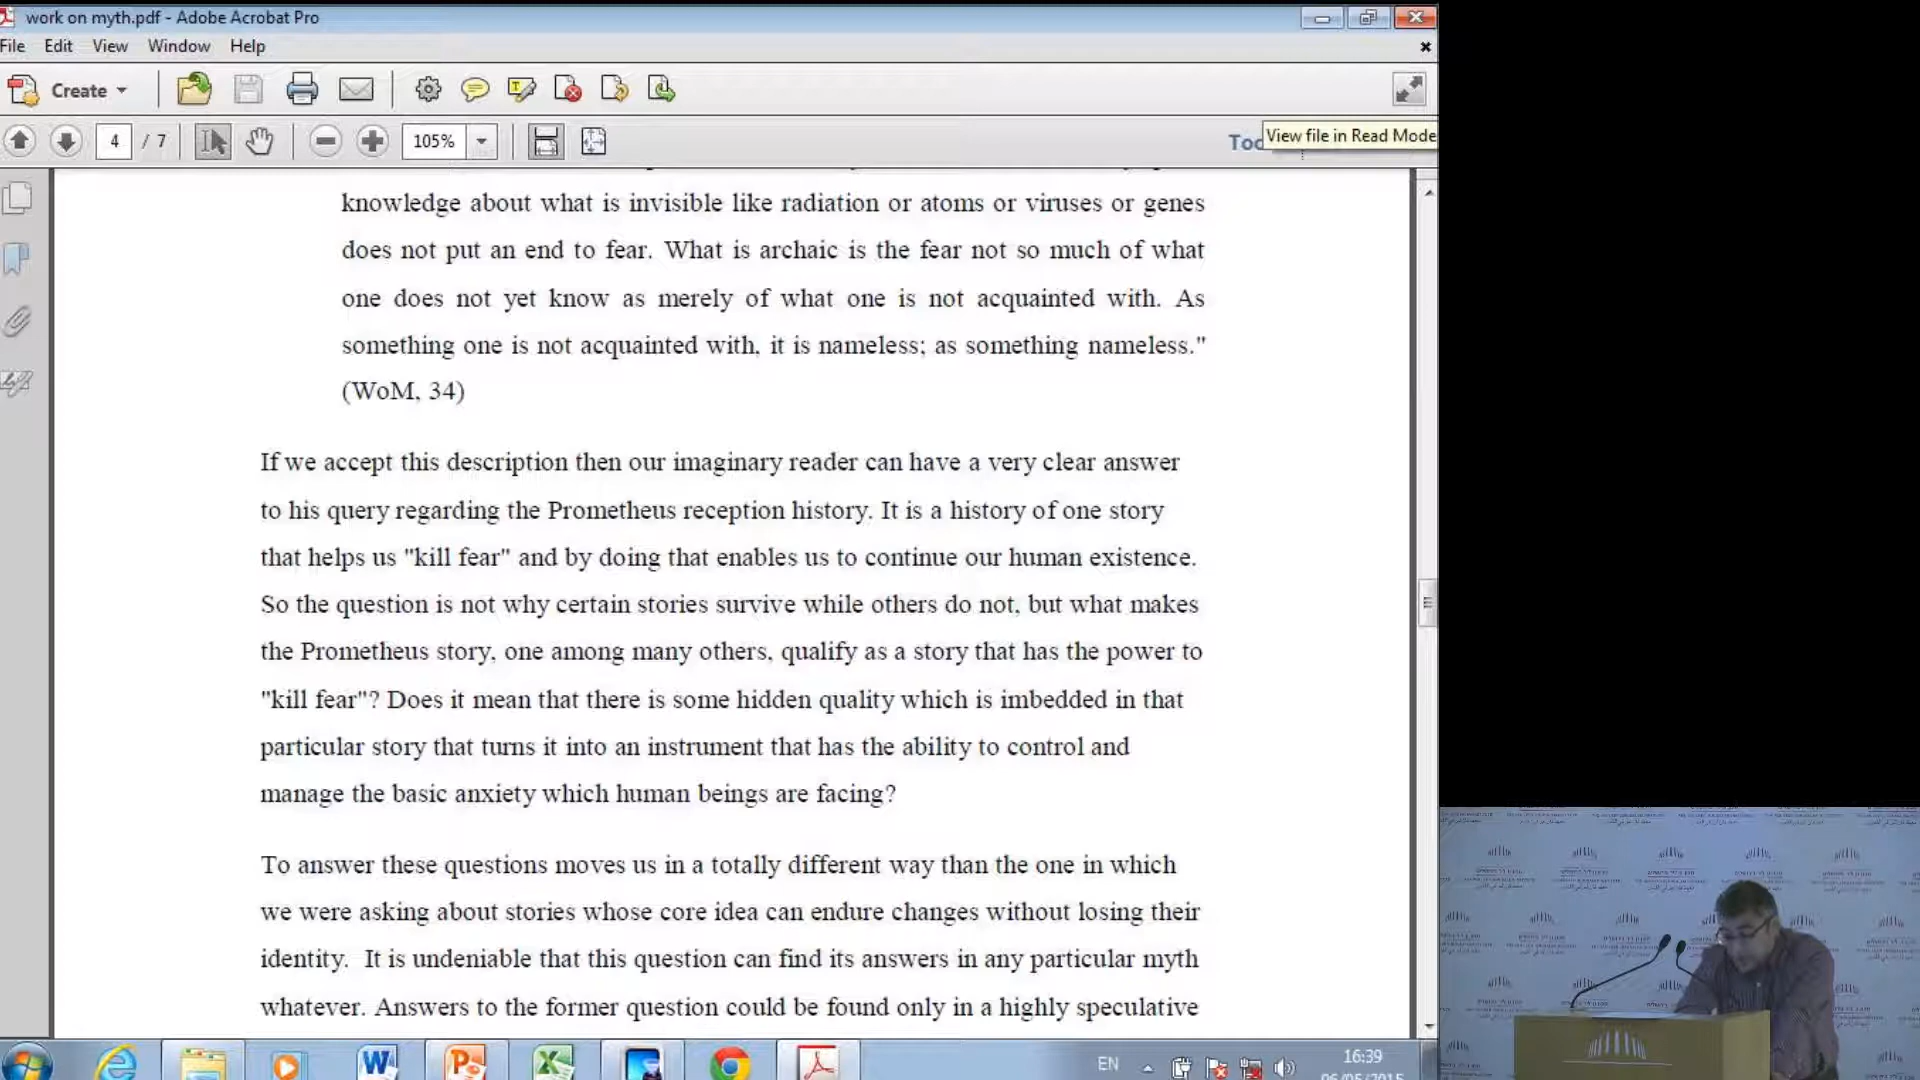 work on myth.pdf - Adobe Acrobat Pro
File Edit View Window Help
Create
4 / 7 105%
View file in Read Mode
knowledge about what is invisible like radiation or atoms or viruses or genes
does not put an end to fear. What is archaic is the fear not so much of what
one does not yet know as merely of what one is not acquainted with. As
something one is not acquainted with, it is nameless; as something nameless."
(WoM, 34)
If we accept this description then our imaginary reader can have a very clear answer
to his query regarding the Prometheus reception history. It is a history of one story
that helps us "kill fear" and by doing that enables us to continue our human existence.
So the question is not why certain stories survive while others do not, but what makes
the Prometheus story, one among many others, qualify as a story that has the power to
"kill fear"? Does it mean that there is some hidden quality which is imbedded in that
particular story that turns it into an instrument that has the ability to control and
manage the basic anxiety which human beings are facing?
To answer these questions moves us in a totally different way than the one in which
we were asking about stories whose core idea can endure changes without losing their
identity. It is undeniable that this question can find its answers in any particular myth
whatever. Answers to the former question could be found only in a highly speculative
EN 16:39